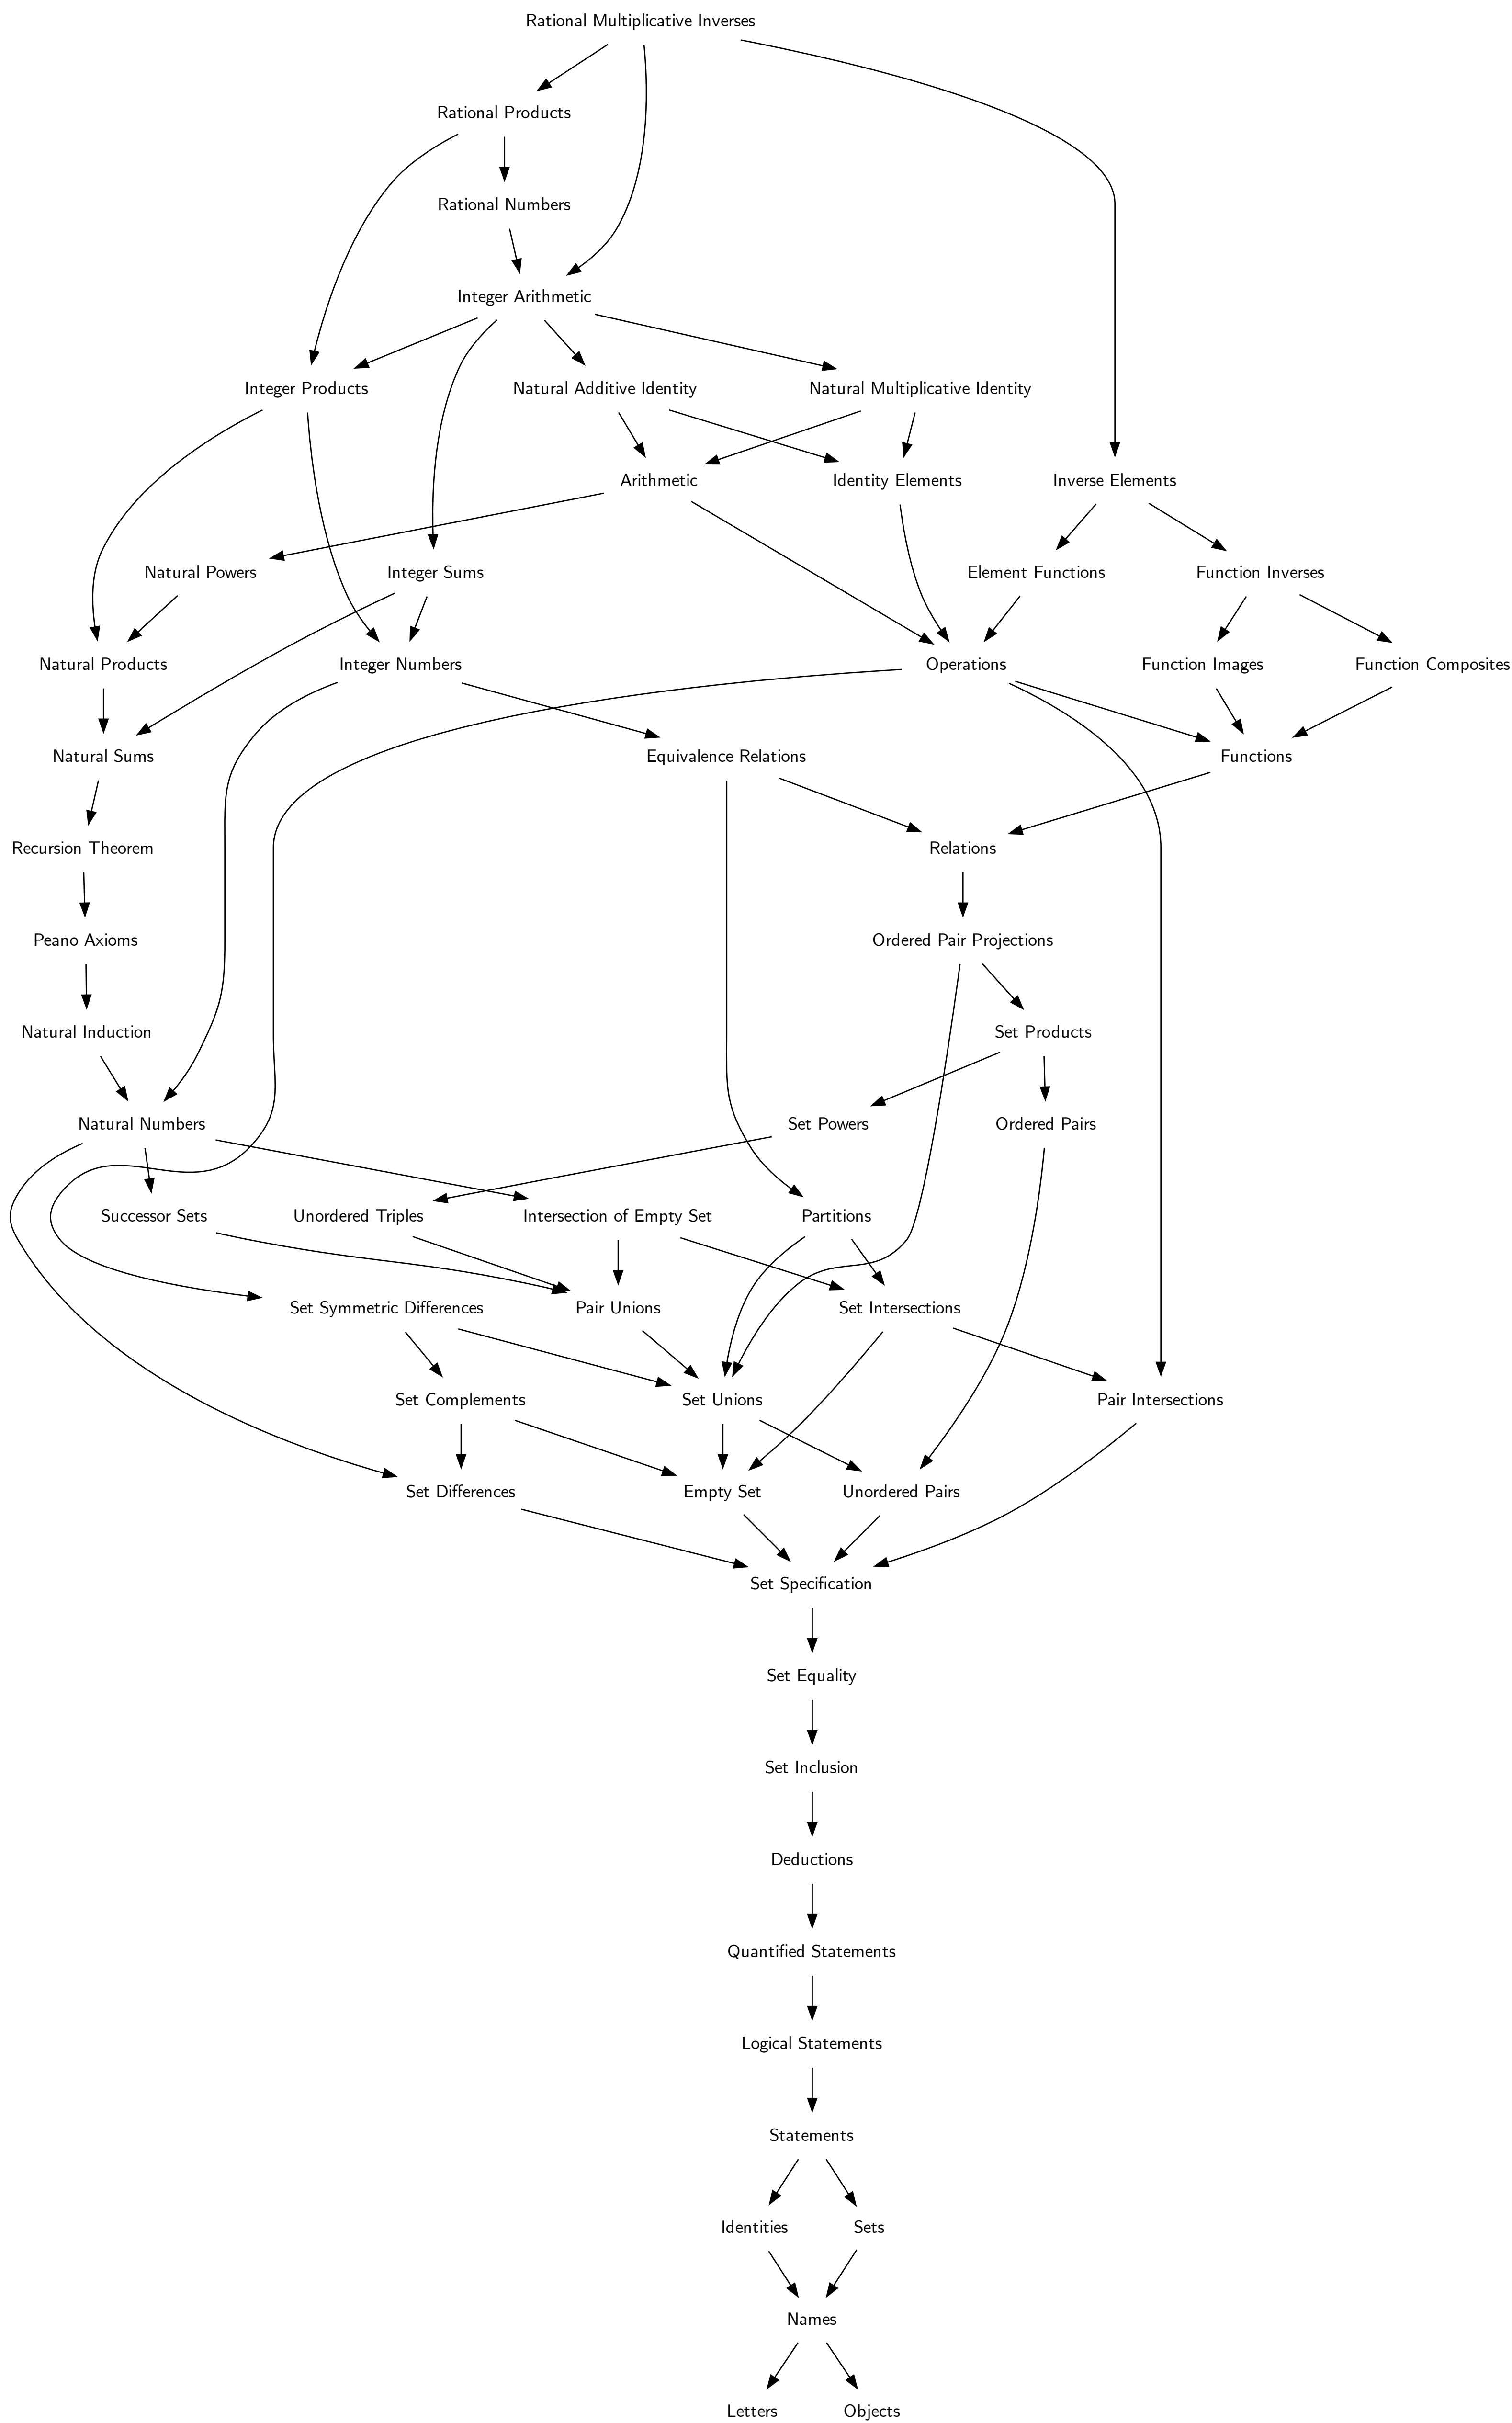 Rational Multiplicative Inverses
Rational Products
Rational Numbers
Integer Arithmetic
Integer Products
Natural Additive Identity
Natural Multiplicative Identity
Arithmetic
Identity Elements
Inverse Elements
Natural Powers
Integer Sums
Element Functions
Function Inverses
Natural Products
Integer Numbers
Operations
Function Images
Function Composites
Natural Sums
Equivalence Relations
Functions
Recursion Theorem
Relations
Peano Axioms
Ordered Pair Projections
Natural Induction
Set Products
Natural Numbers
Set Powers
Ordered Pairs
Successor Sets
Unordered Triples
Intersection of Empty Set
Partitions
Set Symmetric Differences
Pair Unions
Set Intersections
Set Complements
Set Unions
Pair Intersections
Set Differences
Empty Set
Unordered Pairs
Set Specification
Set Equality
Set Inclusion
Deductions
Quantified Statements
Logical Statements
Statements
Identities
Sets
Names
Letters
Objects